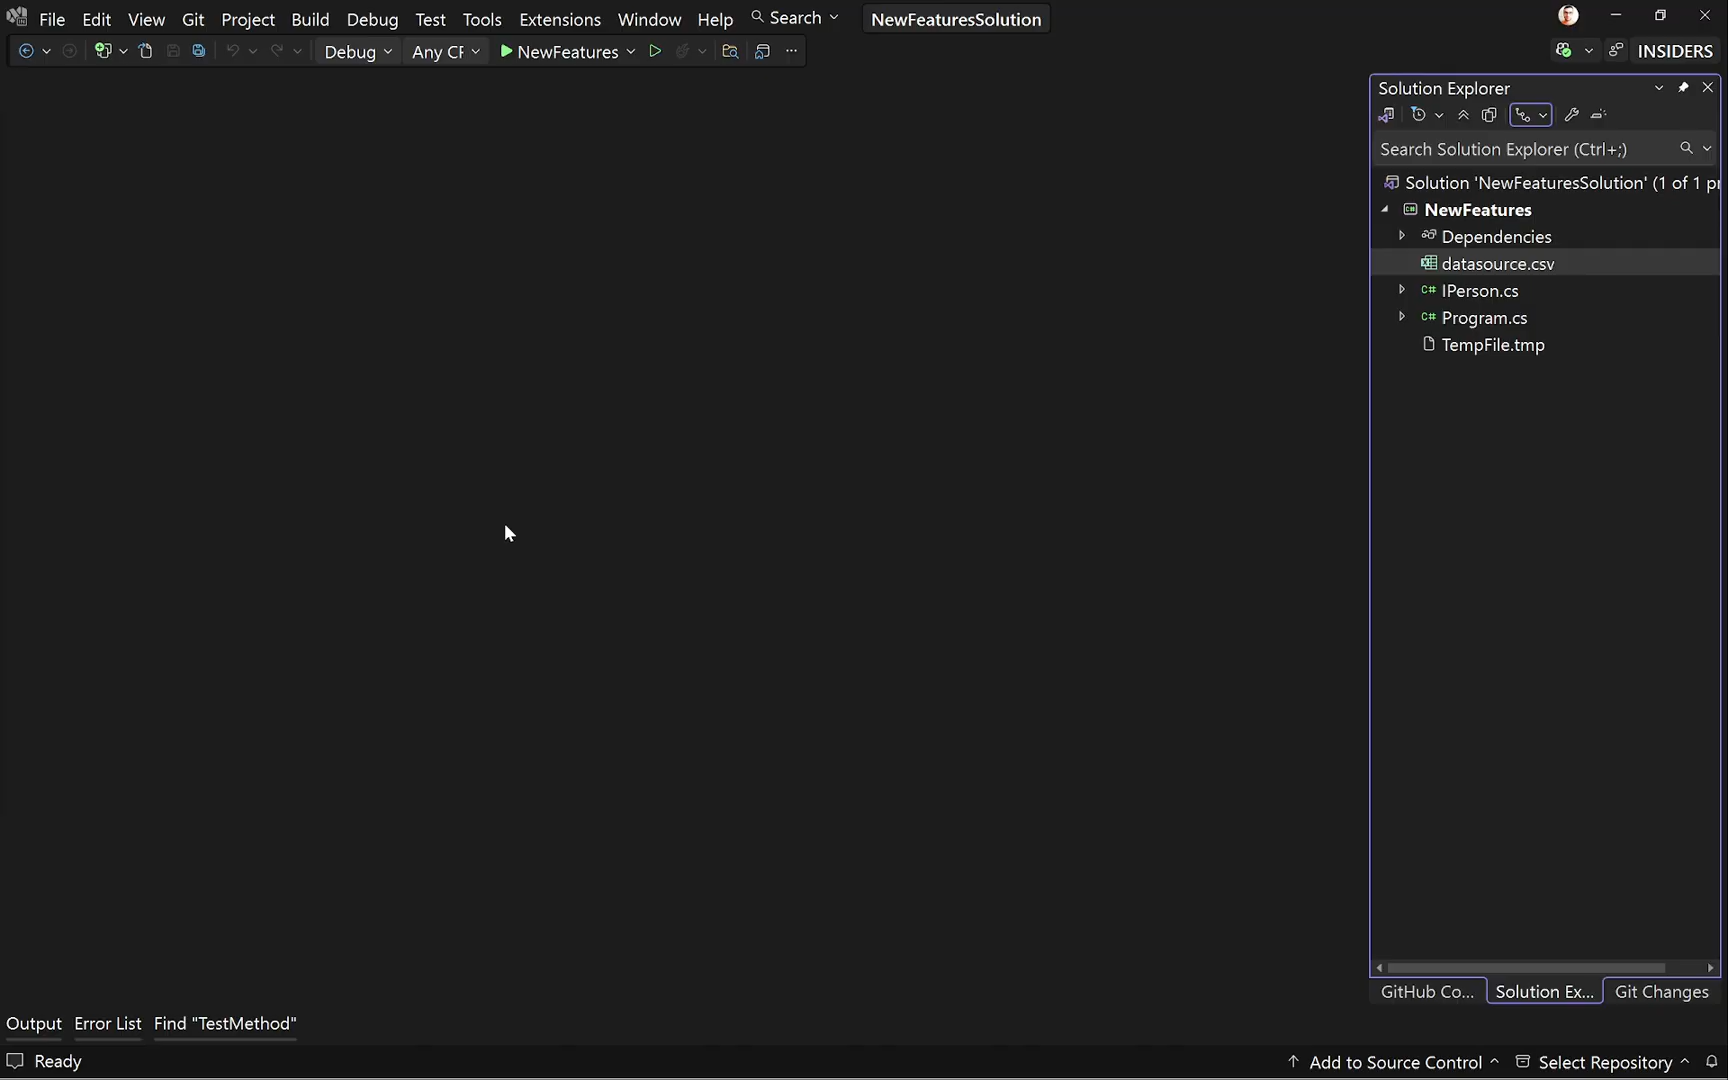 File Edit View Git Project Build Debug Test Tools Extensions Window Help Search NewFeaturesSolution
Debug Any CF NewFeatures INSIDERS
Solution Explorer
Search Solution Explorer (Ctrl+;)
Solution 'NewFeaturesSolution' (1 of 1 pr
NewFeatures
Dependencies
datasource.csv
C# IPerson.cs
C# Program.cs
TempFile.tmp
GitHub Co... Solution Ex... Git Changes
Output Error List Find "TestMethod"
Ready Add to Source Control Select Repository